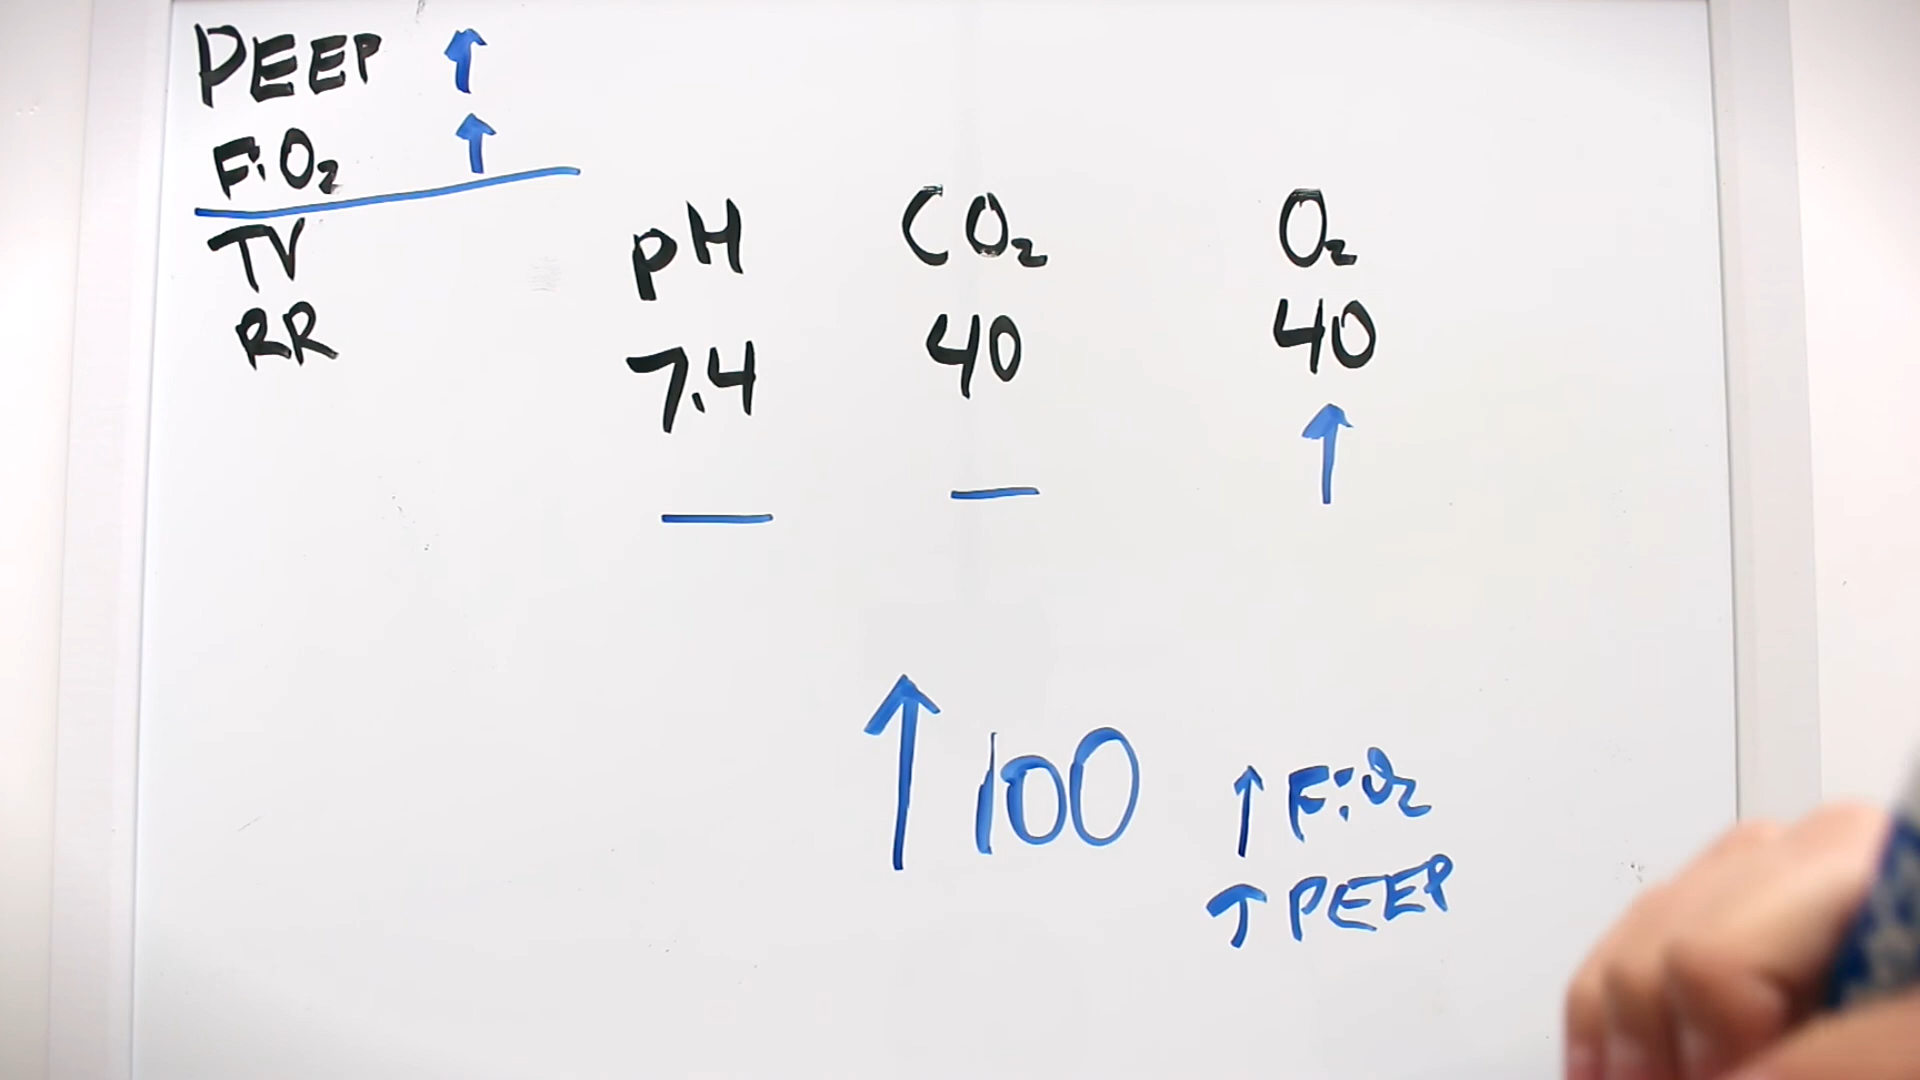 PEEP ↑
FiO₂ ↑
TV
RR
pH CO₂ O₂
7.4 40 40
— — ↑
↑ 100
↑ FiO₂
↑ PEEP